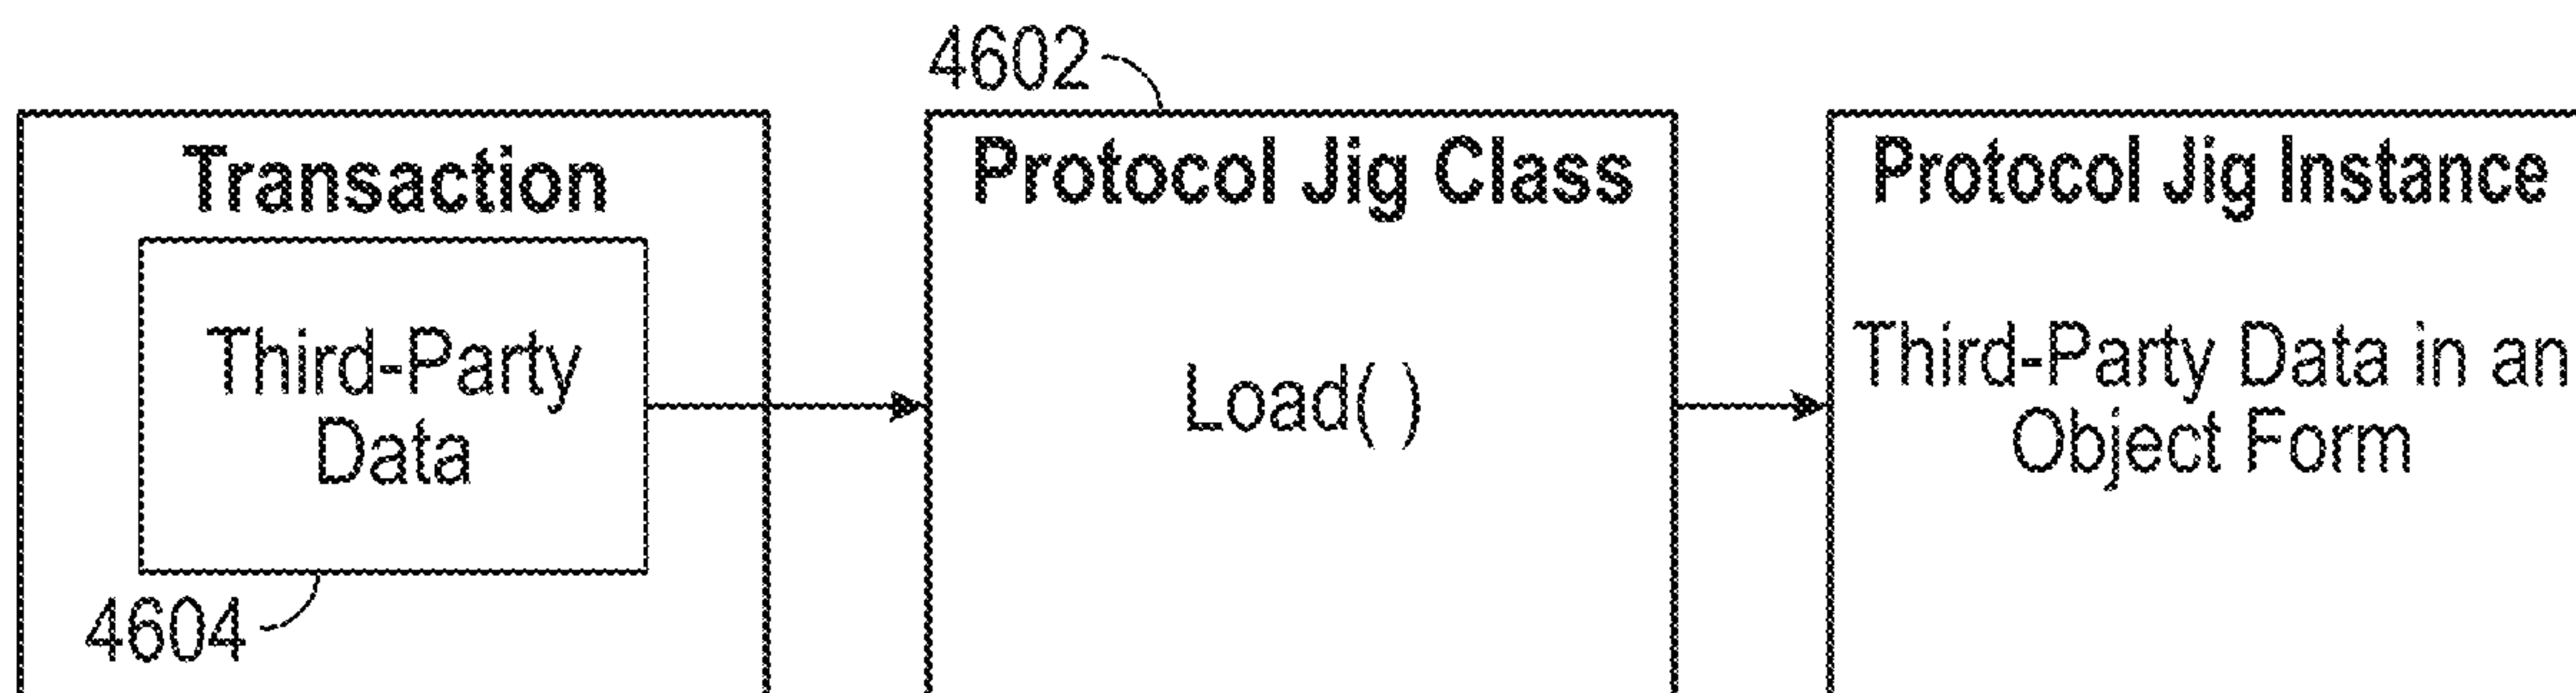 4602
Transaction
Third-Party
Data
4604
Protocol Jig Class
Load( )
Protocol Jig Instance
Third-Party Data in an
Object Form